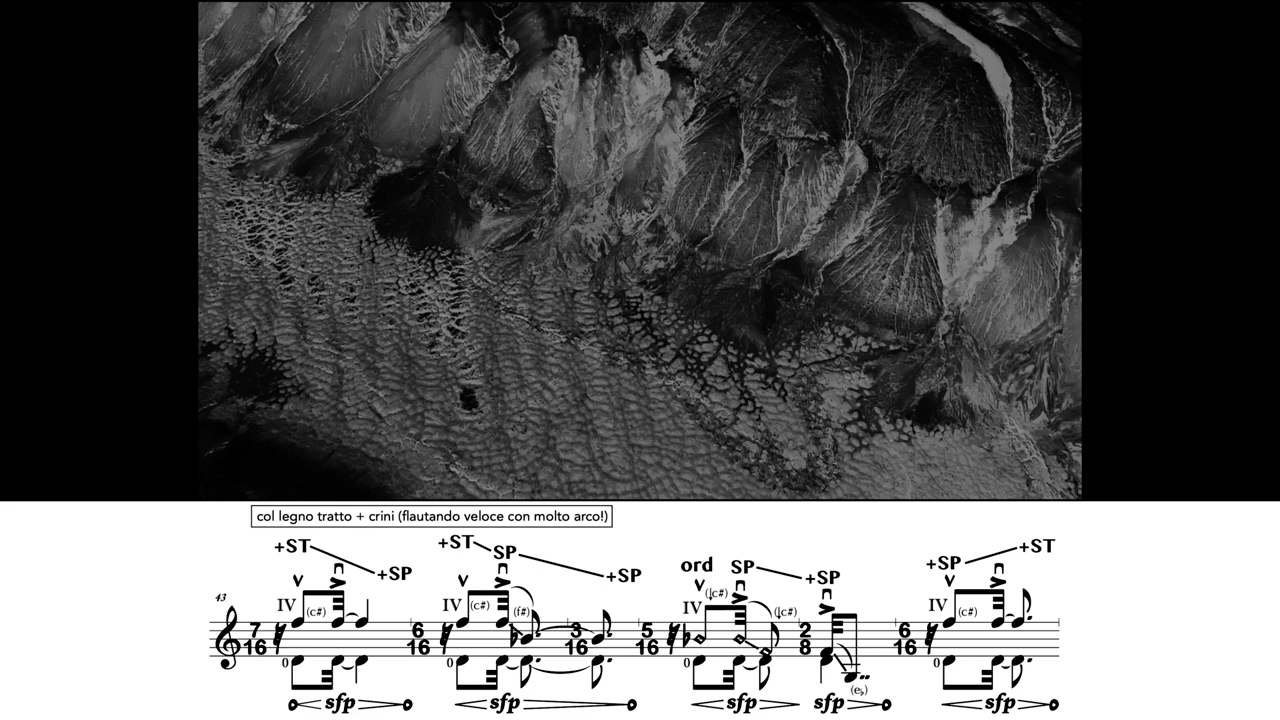 col legno tratto + crini (flautando veloce con molto arco!)
+ST +SP +ST SP +SP ord SP +SP +SP +ST
43 IV (c#) IV (c#) (f#) IV (↓c#) (↓c#) IV (c#)
7 16 6 16 3 16 5 16 2 8 6 16
0 0 0 0
(e♭)
sfp sfp sfp sfp sfp